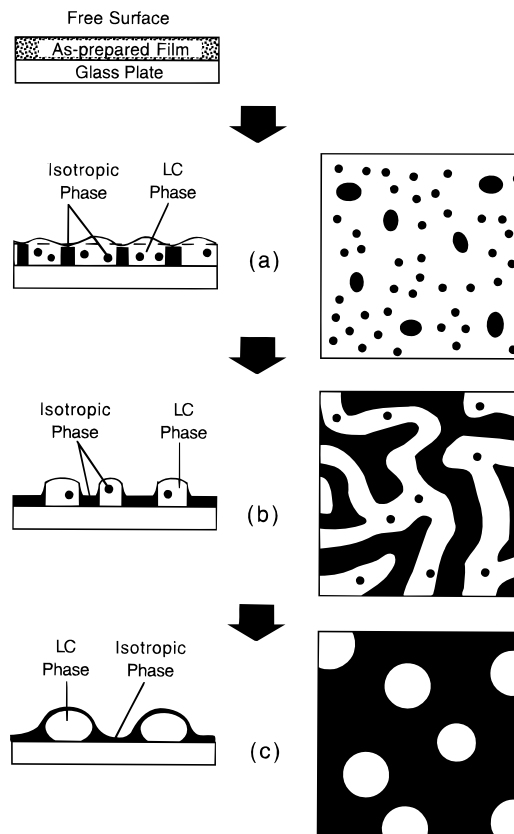 Free Surface
As-prepared Film
Glass Plate
Isotropic
Phase
LC
Phase
(a)
Isotropic
Phase
LC
Phase
(b)
LC
Phase
Isotropic
Phase
(c)